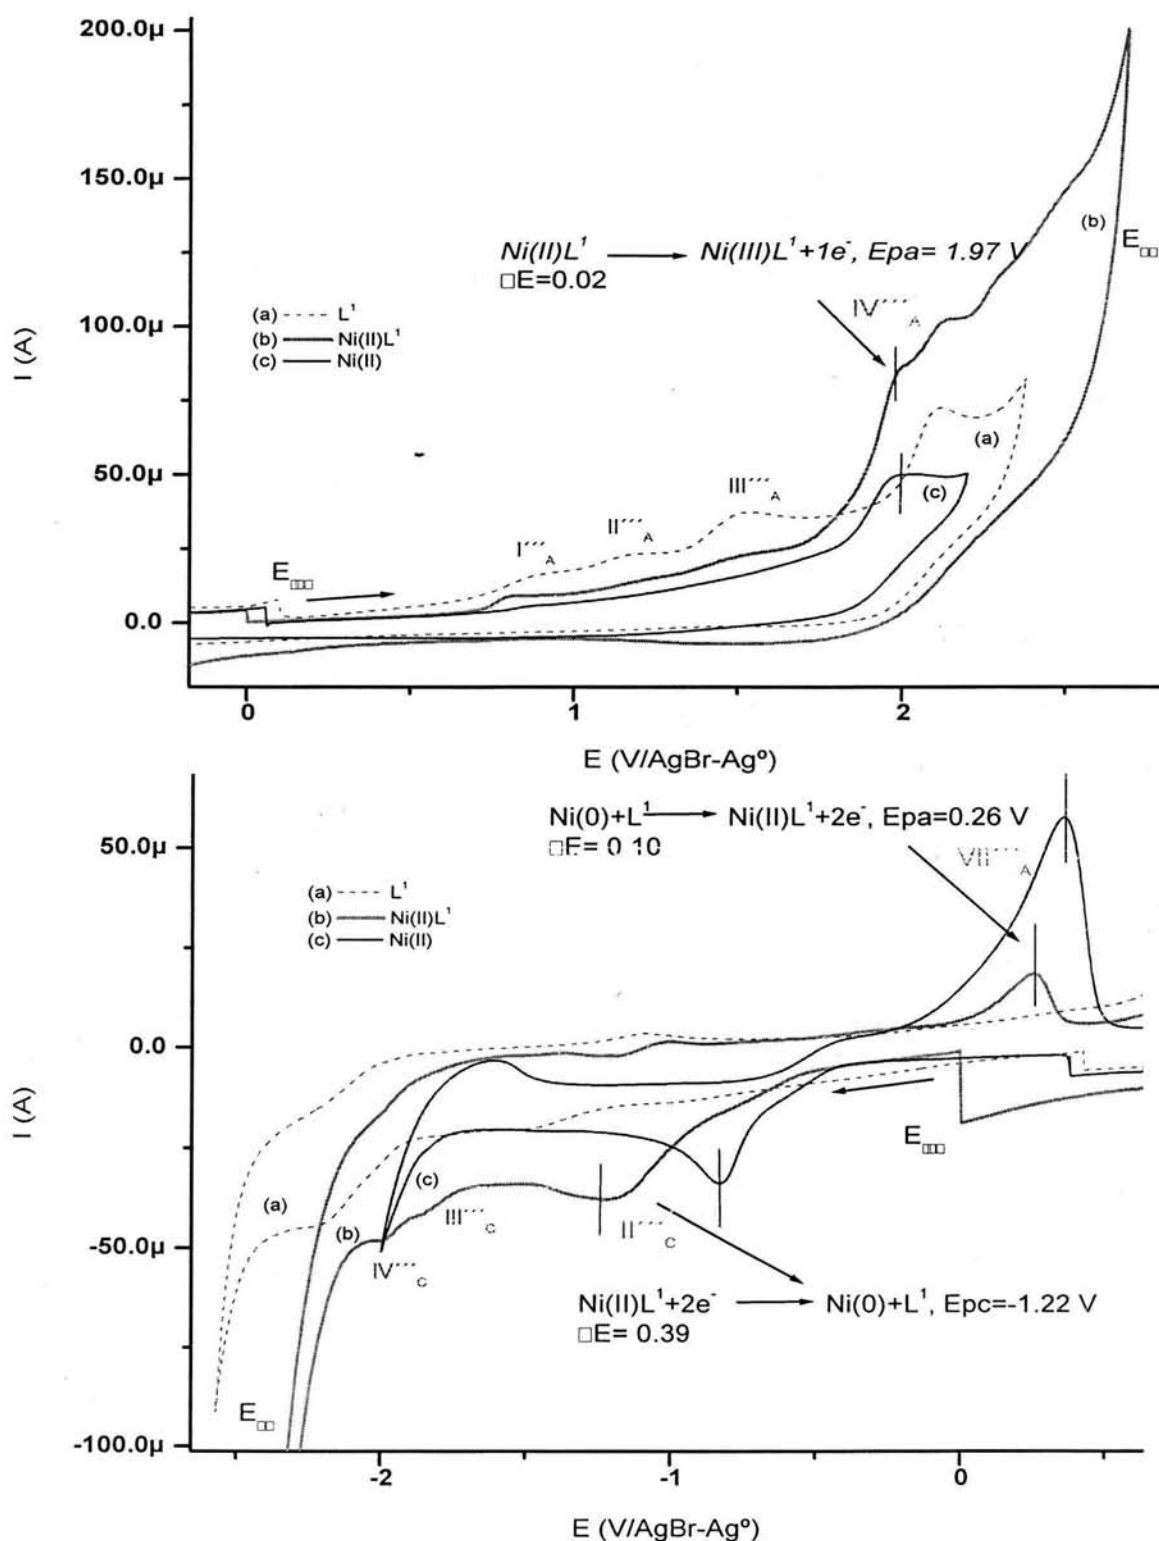 200.0µ
150.0µ
100.0µ
50.0µ
0.0
I (A)
Ni(II)L¹ → Ni(III)L¹+1e⁻, Epa= 1.97 V
□E=0.02
(a) L¹
(b) Ni(II)L¹
(c) Ni(II)
IV''''A
(b)
E□□
(a)
(c)
III''''A
II''''A
I''''A
E□□□
0 1 2
E (V/AgBr-Agº)
50.0µ
0.0
-50.0µ
-100.0µ
I (A)
Ni(0)+L¹ → Ni(II)L¹+2e⁻, Epa=0.26 V
□E= 0 10
VII''''A
(a) L¹
(b) Ni(II)L¹
(c) Ni(II)
E□□□
(a)
(c)
(b)
III''''C
II''''C
IV''''C
Ni(II)L¹+2e⁻ → Ni(0)+L¹, Epc=-1.22 V
□E= 0.39
E□□
-2 -1 0
E (V/AgBr-Agº)